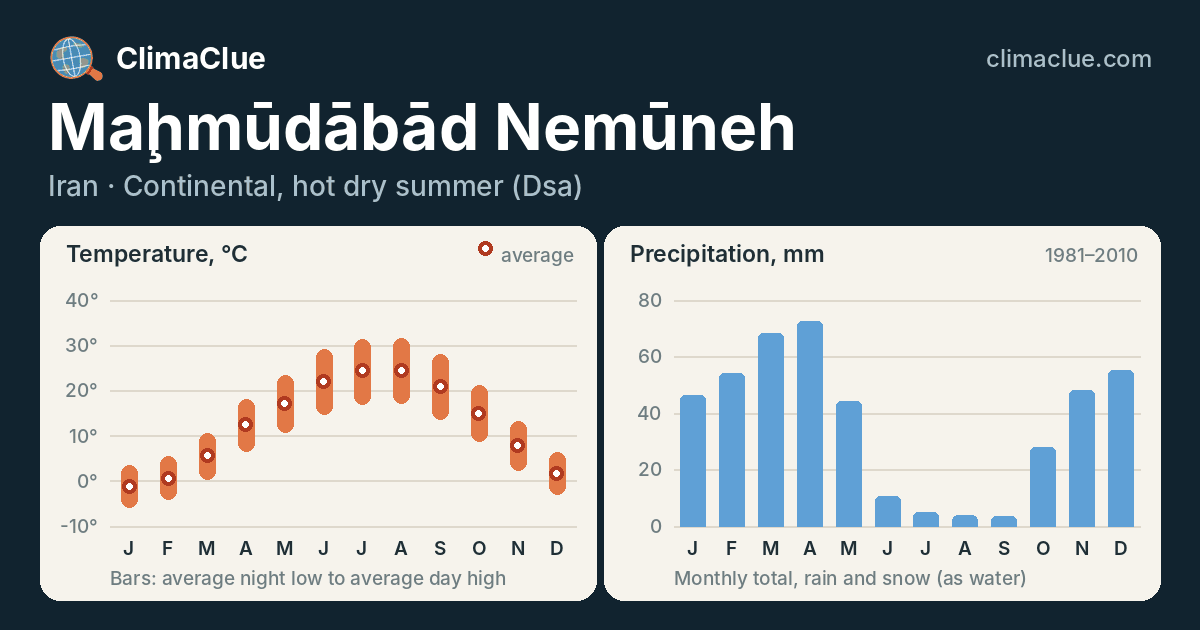 ClimaClue
climaclue.com
Maḩmūdābād Nemūneh
Iran · Continental, hot dry summer (Dsa)
Temperature, °C
average
40°
30°
20°
10°
0°
-10°
J F M A M J J A S O N D
Bars: average night low to average day high
Precipitation, mm
1981–2010
80
60
40
20
0
J F M A M J J A S O N D
Monthly total, rain and snow (as water)